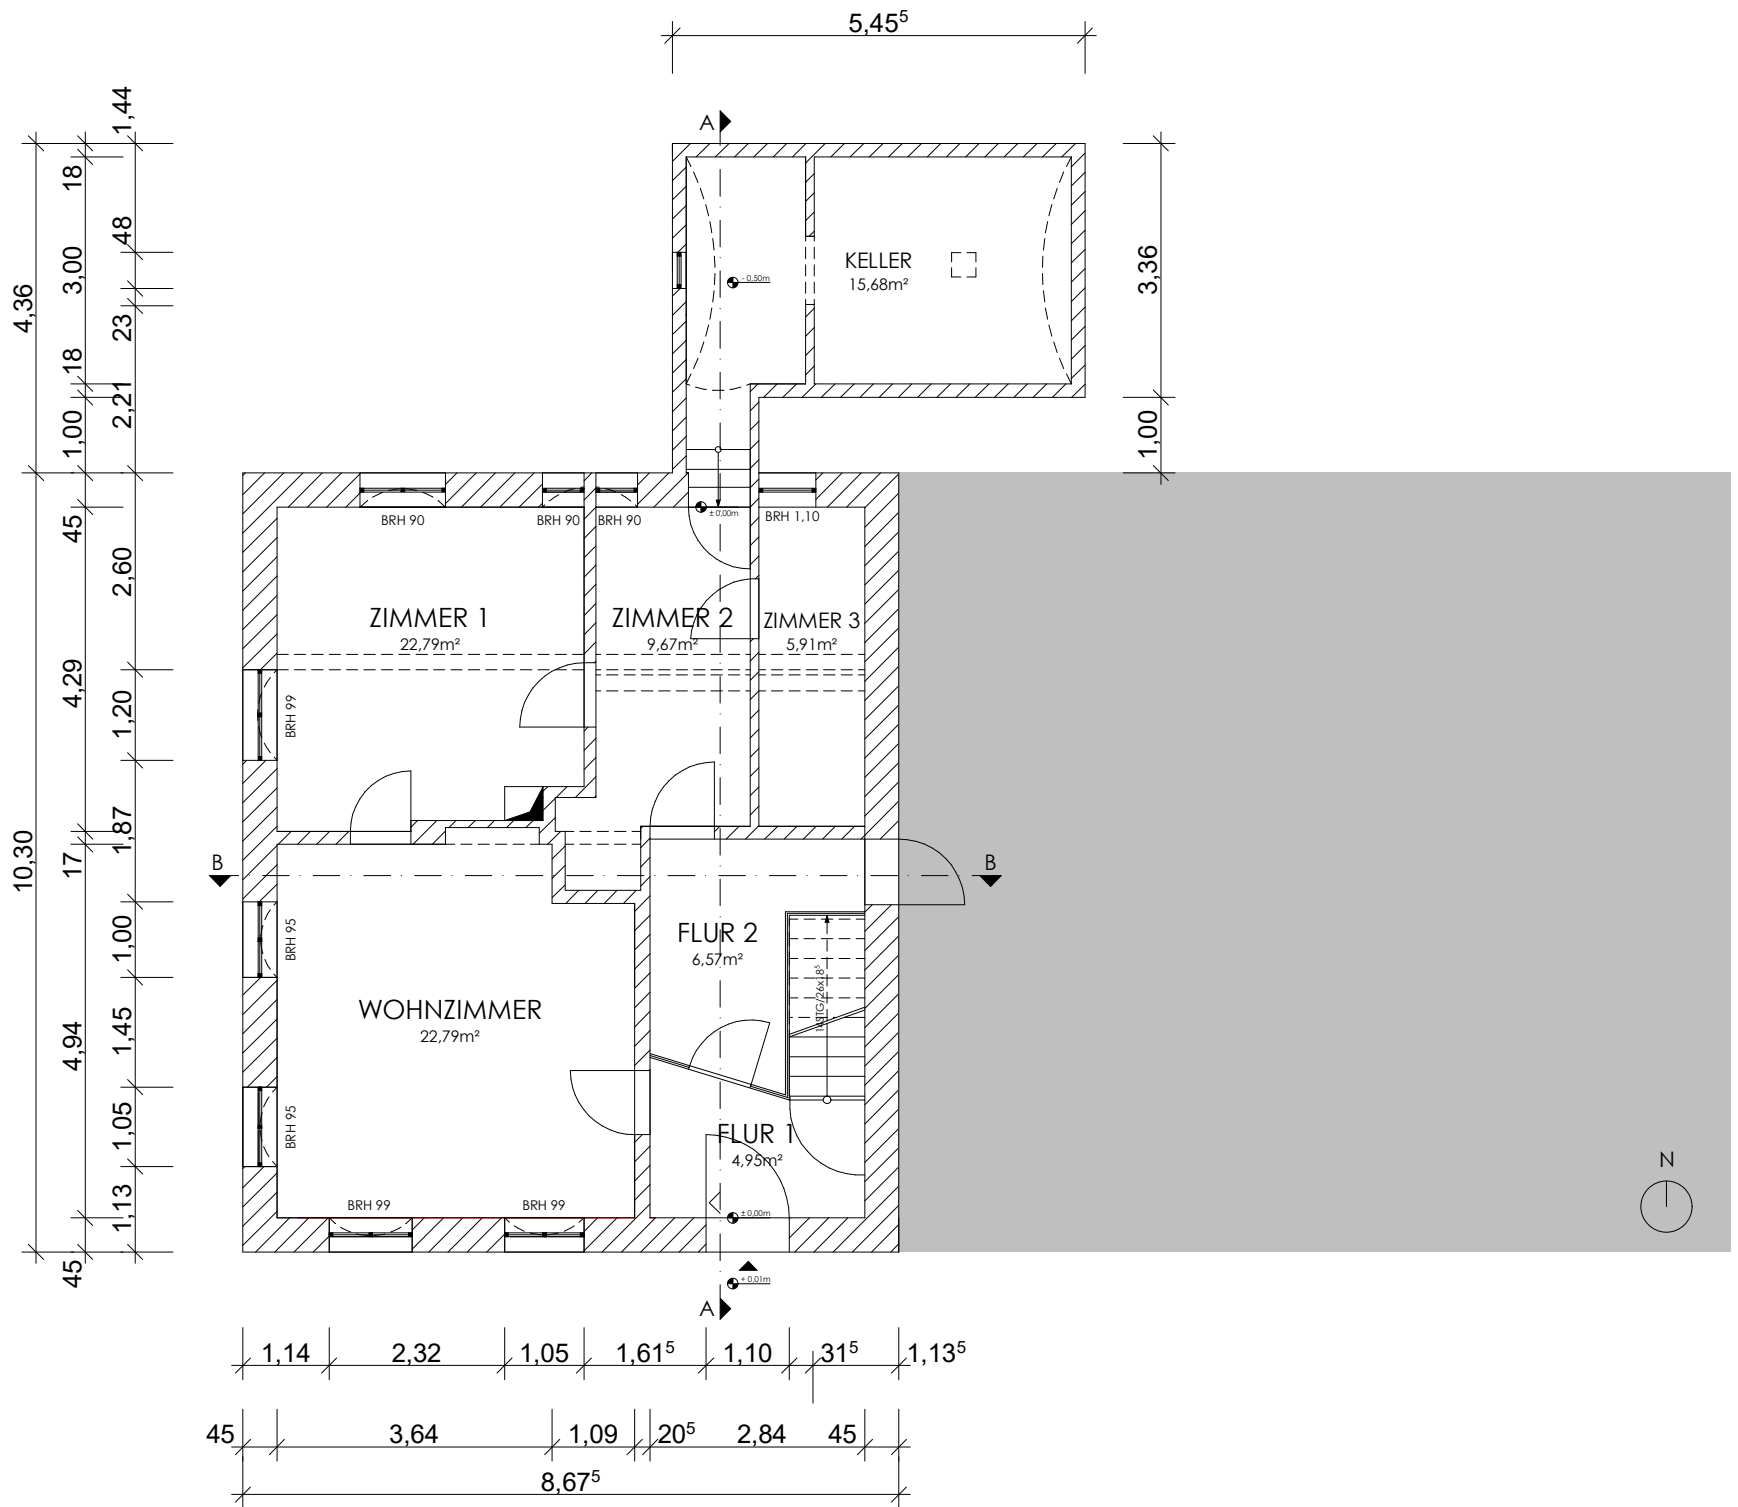 5,45⁵
1,44
18
48
3,00
4,36
23
18
2,21
1,00
A
KELLER
15,68m²
- 0,50m
3,36
1,00
± 0,00m
BRH 90
BRH 90
BRH 90
BRH 1,10
45
2,60
4,29
1,20
1,87
10,30
17
1,00
1,45
4,94
1,05
1,13
45
ZIMMER 1
22,79m²
ZIMMER 2
9,67m²
ZIMMER 3
5,91m²
BRH 99
B
B
FLUR 2
6,57m²
BRH 95
WOHNZIMMER
22,79m²
14STG/26x18⁵
BRH 95
FLUR 1
4,95m²
N
BRH 99
BRH 99
± 0,00m
+ 0,01m
A
1,14
2,32
1,05
1,61⁵
1,10
31⁵
1,13⁵
45
3,64
1,09
20⁵
2,84
45
8,67⁵